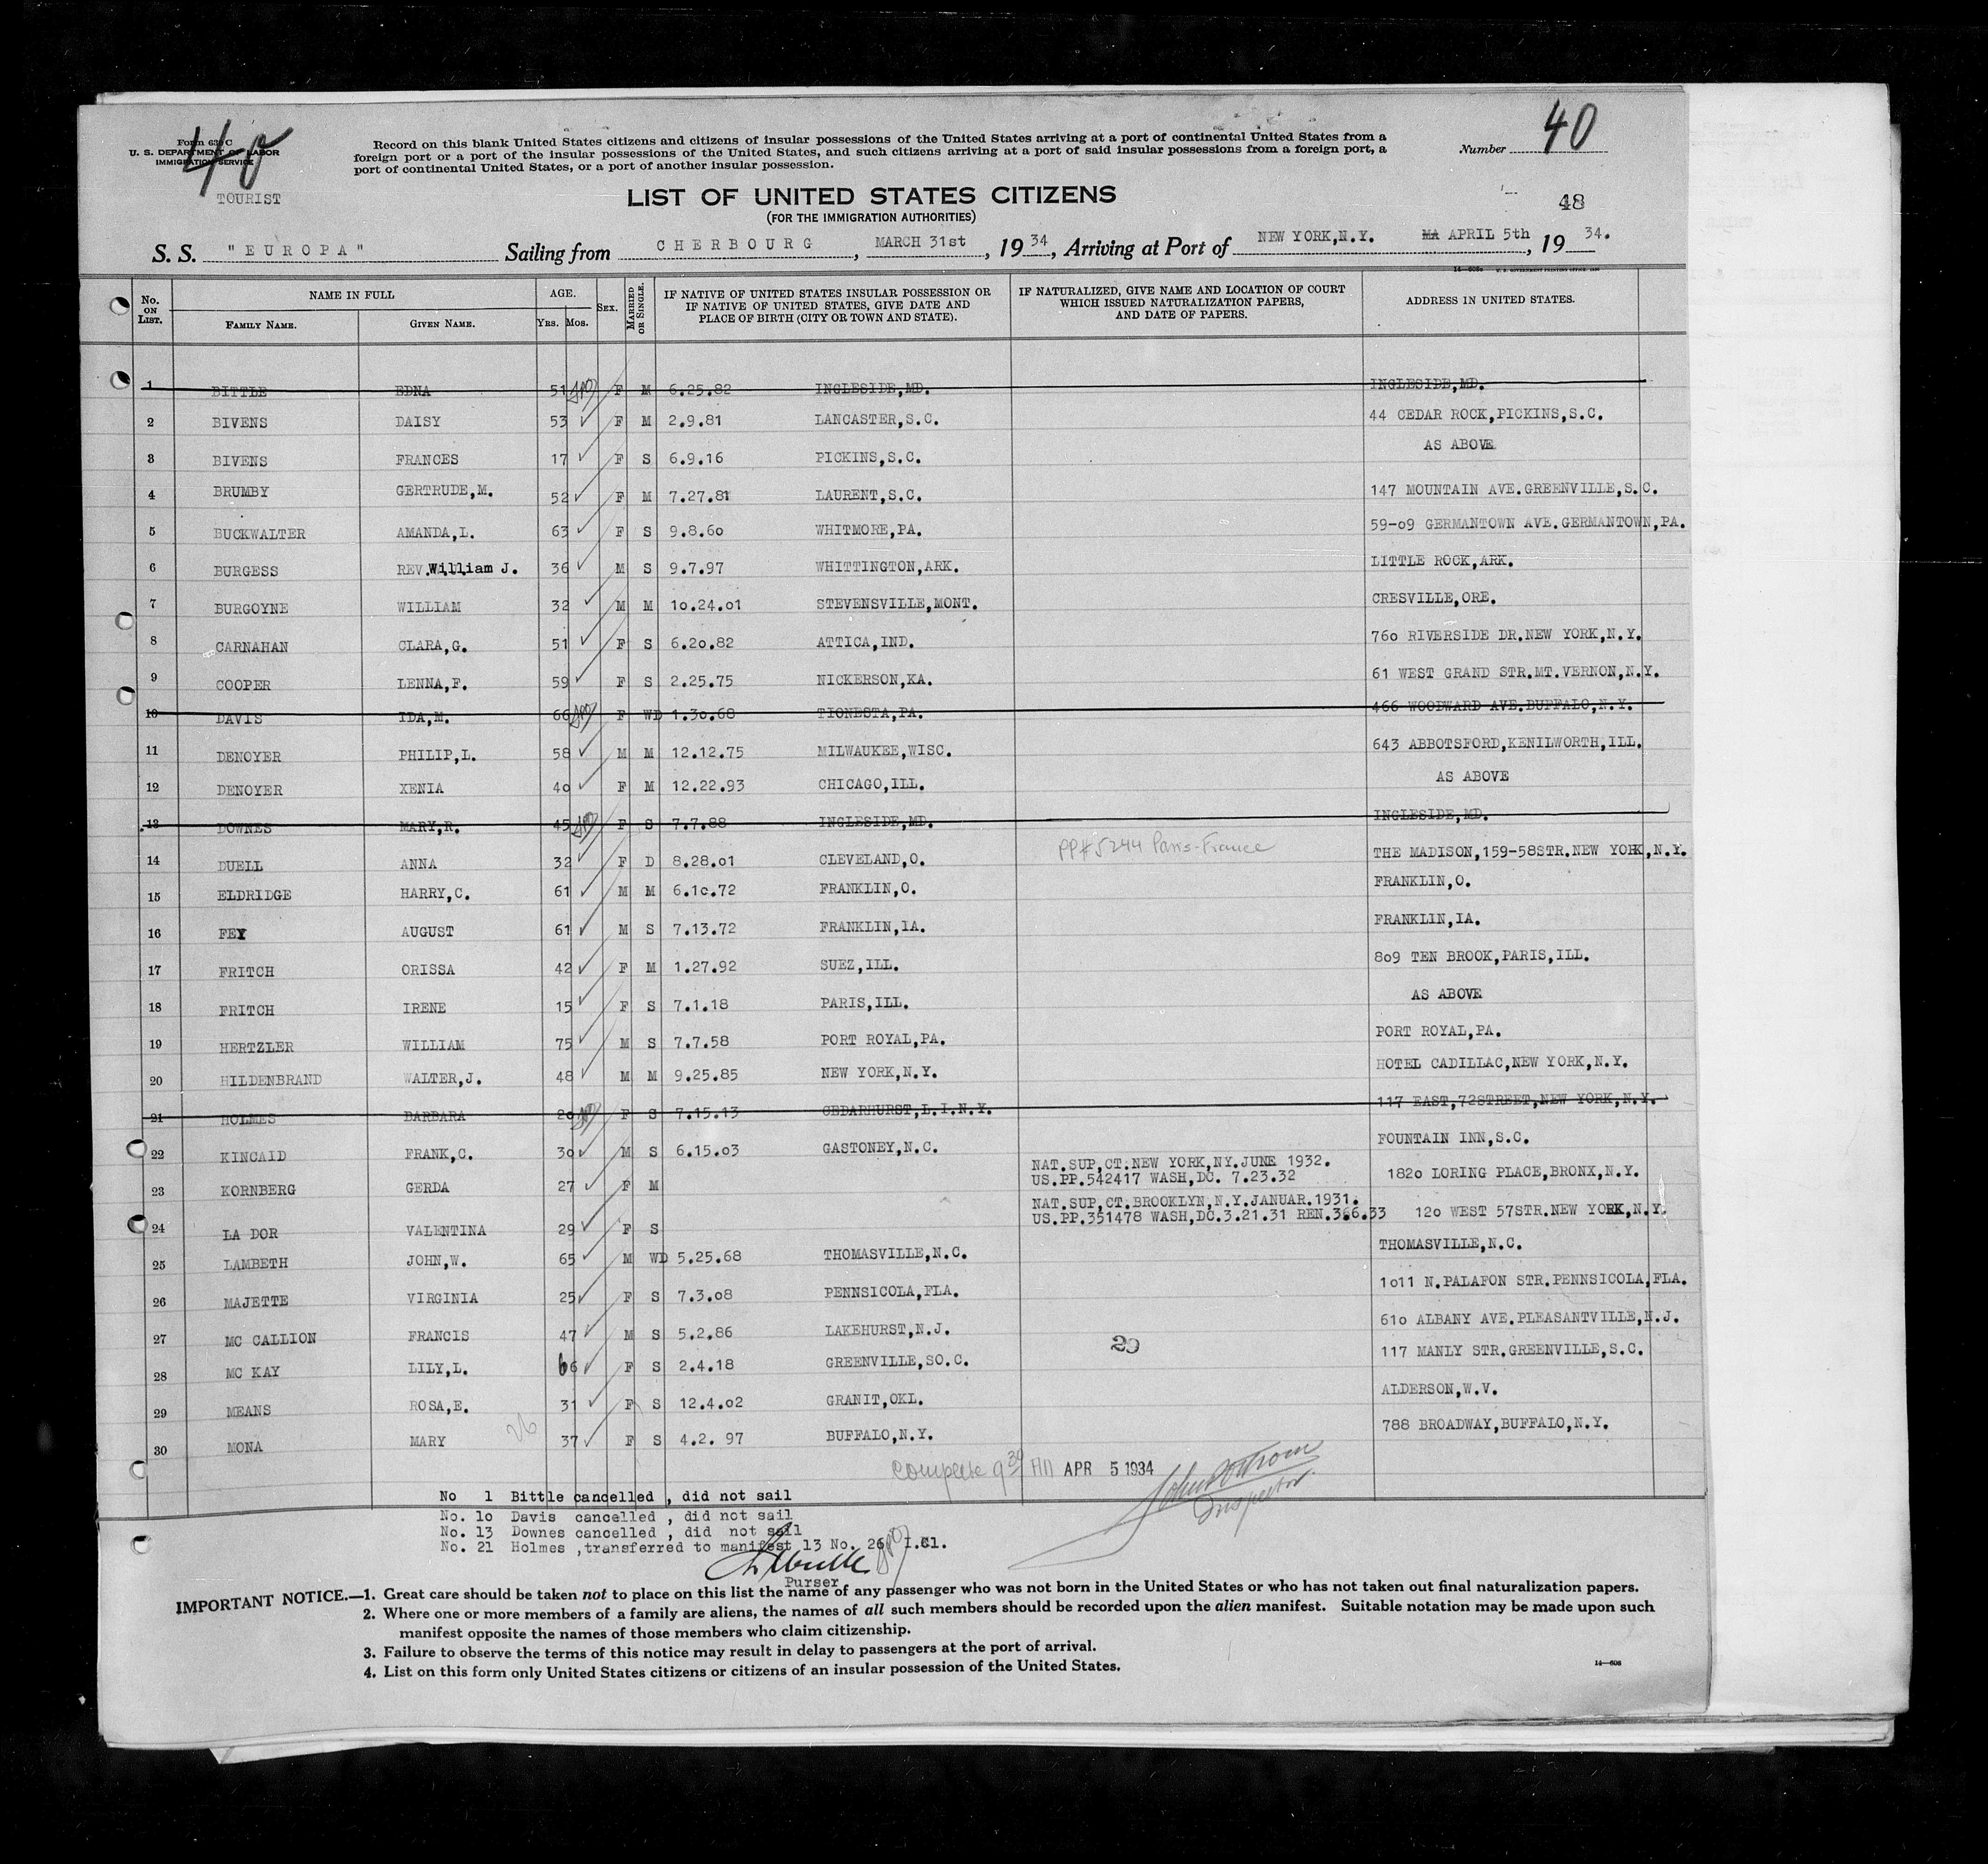 Form 630 C
U. S. DEPARTMENT OF LABOR
IMMIGRATION SERVICE
40
TOURIST
Record on this blank United States citizens and citizens of insular possessions of the United States arriving at a port of continental United States from a
foreign port or a port of the insular possessions of the United States, and such citizens arriving at a port of said insular possessions from a foreign port, a
port of continental United States, or a port of another insular possession.
Number 40
LIST OF UNITED STATES CITIZENS
(FOR THE IMMIGRATION AUTHORITIES)
48
S. S. "EUROPA" Sailing from CHERBOURG, MARCH 31st, 1934, Arriving at Port of NEW YORK,N.Y. MA APRIL 5th, 19 34.
No. ON LIST. NAME IN FULL FAMILY NAME. GIVEN NAME. AGE. YRS. MOS. SEX. MARRIED OR SINGLE. IF NATIVE OF UNITED STATES INSULAR POSSESSION OR IF NATIVE OF UNITED STATES, GIVE DATE AND PLACE OF BIRTH (CITY OR TOWN AND STATE). IF NATURALIZED, GIVE NAME AND LOCATION OF COURT WHICH ISSUED NATURALIZATION PAPERS, AND DATE OF PAPERS. ADDRESS IN UNITED STATES.
1 BITTLE EDNA 51 F M 6.25.82 INGLESIDE,MD. INGLESIDE,MD.
2 BIVENS DAISY 53 F M 2.9.81 LANCASTER,S.C. 44 CEDAR ROCK,PICKINS,S.C.
3 BIVENS FRANCES 17 F S 6.9.16 PICKINS,S.C. AS ABOVE
4 BRUMBY GERTRUDE,M. 52 F M 7.27.81 LAURENT,S.C. 147 MOUNTAIN AVE.GREENVILLE,S.C.
5 BUCKWALTER AMANDA,L. 63 F S 9.8.60 WHITMORE,PA. 59-09 GERMANTOWN AVE.GERMANTOWN,PA.
6 BURGESS REV.William J. 36 M S 9.7.97 WHITTINGTON,ARK. LITTLE ROCK,ARK.
7 BURGOYNE WILLIAM 32 M M 10.24.01 STEVENSVILLE,MONT. CRESVILLE,ORE.
8 CARNAHAN CLARA,G. 51 F S 6.20.82 ATTICA,IND. 760 RIVERSIDE DR.NEW YORK,N.Y.
9 COOPER LENNA,F. 59 F S 2.25.75 NICKERSON,KA. 61 WEST GRAND STR.MT.VERNON,N.Y.
10 DAVIS IDA,M. 66 F WD 1.30.68 TIONESTA,PA. 466 WOODWARD AVE.BUFFALO,N.Y.
11 DENOYER PHILIP,L. 58 M M 12.12.75 MILWAUKEE,WISC. 643 ABBOTSFORD,KENILWORTH,ILL.
12 DENOYER XENIA 40 F M 12.22.93 CHICAGO,ILL. AS ABOVE
13 DOWNES MARY,R. 45 F S 7.7.88 INGLESIDE,MD. INGLESIDE,MD.
14 DUELL ANNA 32 F D 8.28.01 CLEVELAND,O. PP#5244 Paris-France THE MADISON,159-58STR.NEW YORK,N.Y.
15 ELDRIDGE HARRY,C. 61 M M 6.10.72 FRANKLIN,O. FRANKLIN,O.
16 FEY AUGUST 61 M S 7.13.72 FRANKLIN,IA. FRANKLIN,IA.
17 FRITCH ORISSA 42 F M 1.27.92 SUEZ,ILL. 809 TEN BROOK,PARIS,ILL.
18 FRITCH IRENE 15 F S 7.1.18 PARIS,ILL. AS ABOVE
19 HERTZLER WILLIAM 75 M S 7.7.58 PORT ROYAL,PA. PORT ROYAL,PA.
20 HILDENBRAND WALTER,J. 48 M M 9.25.85 NEW YORK,N.Y. HOTEL CADILLAC,NEW YORK,N.Y.
21 HOLMES BARBARA 20 F S 7.15.13 CEDARHURST,L.I.N.Y. 117 EAST,72STREET,NEW YORK,N.Y.
22 KINCAID FRANK,C. 30 M S 6.15.03 GASTONEY,N.C. FOUNTAIN INN,S.C.
23 KORNBERG GERDA 27 F M NAT.SUP,CT.NEW YORK,NY.JUNE 1932. US.PP.542417 WASH,DC. 7.23.32 1820 LORING PLACE,BRONX,N.Y.
24 LA DOR VALENTINA 29 F S NAT.SUP,CT.BROOKLYN,N.Y.JANUAR.1931. US.PP.351478 WASH,DC.3.21.31 REN.366.33 120 WEST 57STR.NEW YORK,N.Y.
25 LAMBETH JOHN,W. 65 M WD 5.25.68 THOMASVILLE,N.C. THOMASVILLE,N.C.
26 MAJETTE VIRGINIA 25 F S 7.3.08 PENNSICOLA,FLA. 1011 N.PALAFON STR.PENNSICOLA,FLA.
27 MC CALLION FRANCIS 47 M S 5.2.86 LAKEHURST,N.J. 610 ALBANY AVE.PLEASANTVILLE,N.J.
28 MC KAY LILY,L. 66 F S 2.4.18 GREENVILLE,SO.C. 29 117 MANLY STR.GREENVILLE,S.C.
29 MEANS ROSA,E. 31 F S 12.4.02 GRANIT,OKL. ALDERSON,W.V.
30 MONA MARY 37 F S 4.2. 97 BUFFALO,N.Y. 788 BROADWAY,BUFFALO,N.Y.
26
Complete 9 30 AM APR 5 1934
Inspector.
No 1 Bittle cancelled , did not sail
No. 10 Davis cancelled , did not sail
No. 13 Downes cancelled , did not sail
No. 21 Holmes ,transferred to manifest 13 No. 26 I.Cl.
Purser
IMPORTANT NOTICE.—1. Great care should be taken not to place on this list the name of any passenger who was not born in the United States or who has not taken out final naturalization papers.
2. Where one or more members of a family are aliens, the names of all such members should be recorded upon the alien manifest. Suitable notation may be made upon such
manifest opposite the names of those members who claim citizenship.
3. Failure to observe the terms of this notice may result in delay to passengers at the port of arrival.
4. List on this form only United States citizens or citizens of an insular possession of the United States.
14—608